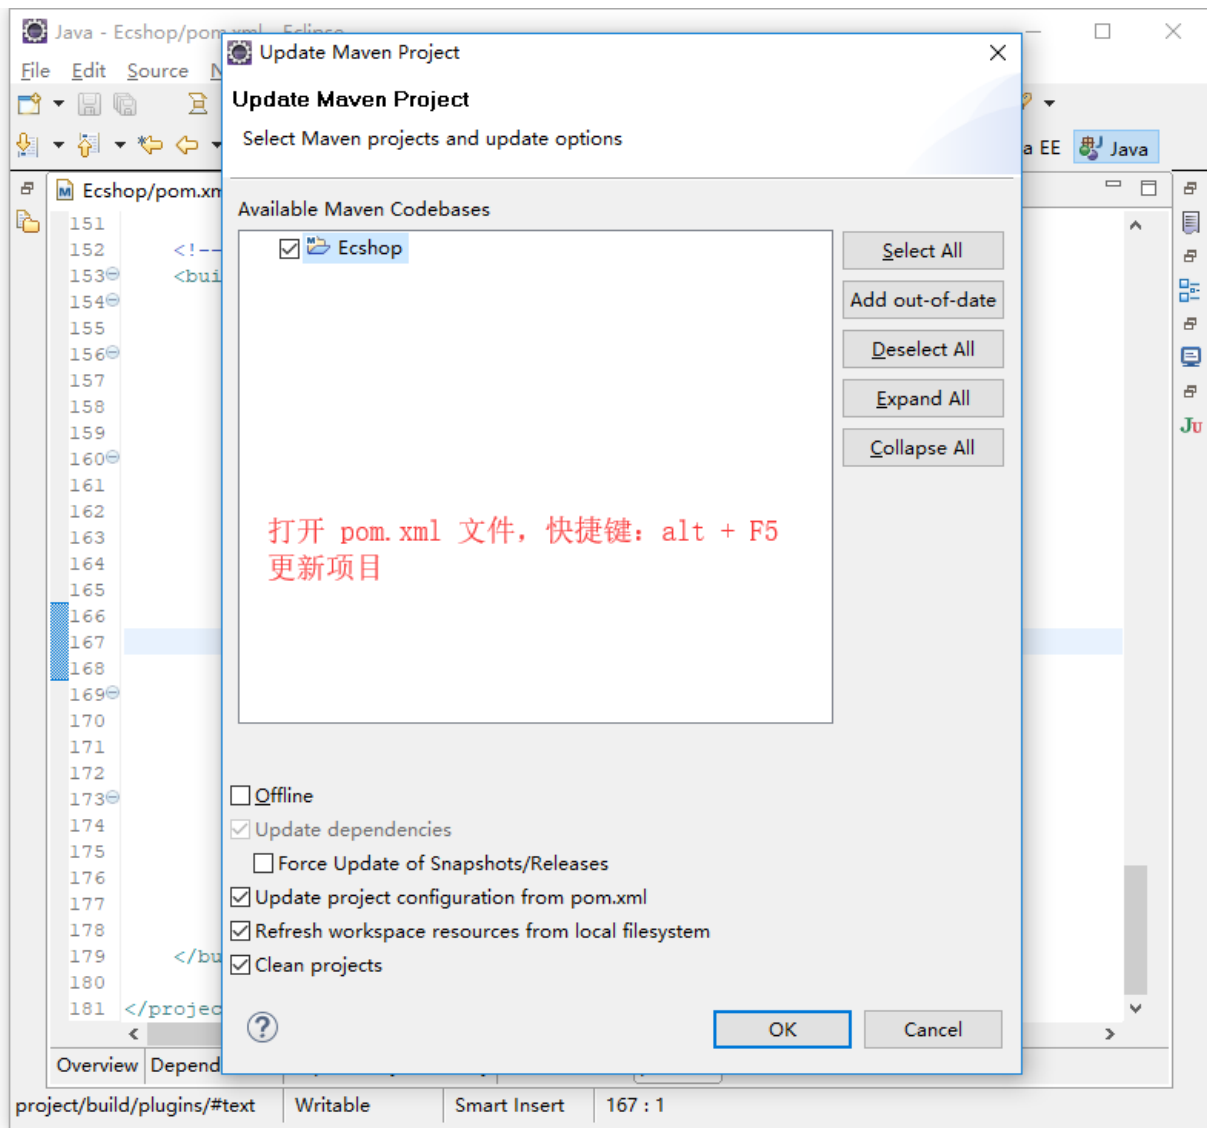 Java - Ecshop/pom.xml - Eclipse
File Edit Source N
a EE Java
Ecshop/pom.xm
Update Maven Project
Update Maven Project
Select Maven projects and update options
Available Maven Codebases
Ecshop
Select All
Add out-of-date
Deselect All
Expand All
Collapse All
打开 pom.xml 文件，快捷键：alt + F5
更新项目
Offline
Update dependencies
Force Update of Snapshots/Releases
Update project configuration from pom.xml
Refresh workspace resources from local filesystem
Clean projects
OK Cancel
151
152 <!--
153 <bui
154
155
156
157
158
159
160
161
162
163
164
165
166
167
168
169
170
171
172
173
174
175
176
177
178
179 </bu
180
181 </projec
Overview Depend
project/build/plugins/#text Writable Smart Insert 167 : 1
Ju